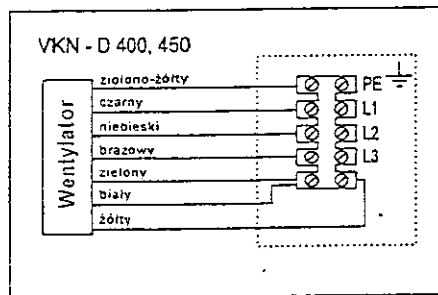 VKN - D 400, 450
Wentylator
zielono-żółty
czarny
niebieski
brązowy
zielony
biały
żółty
PE
L1
L2
L3